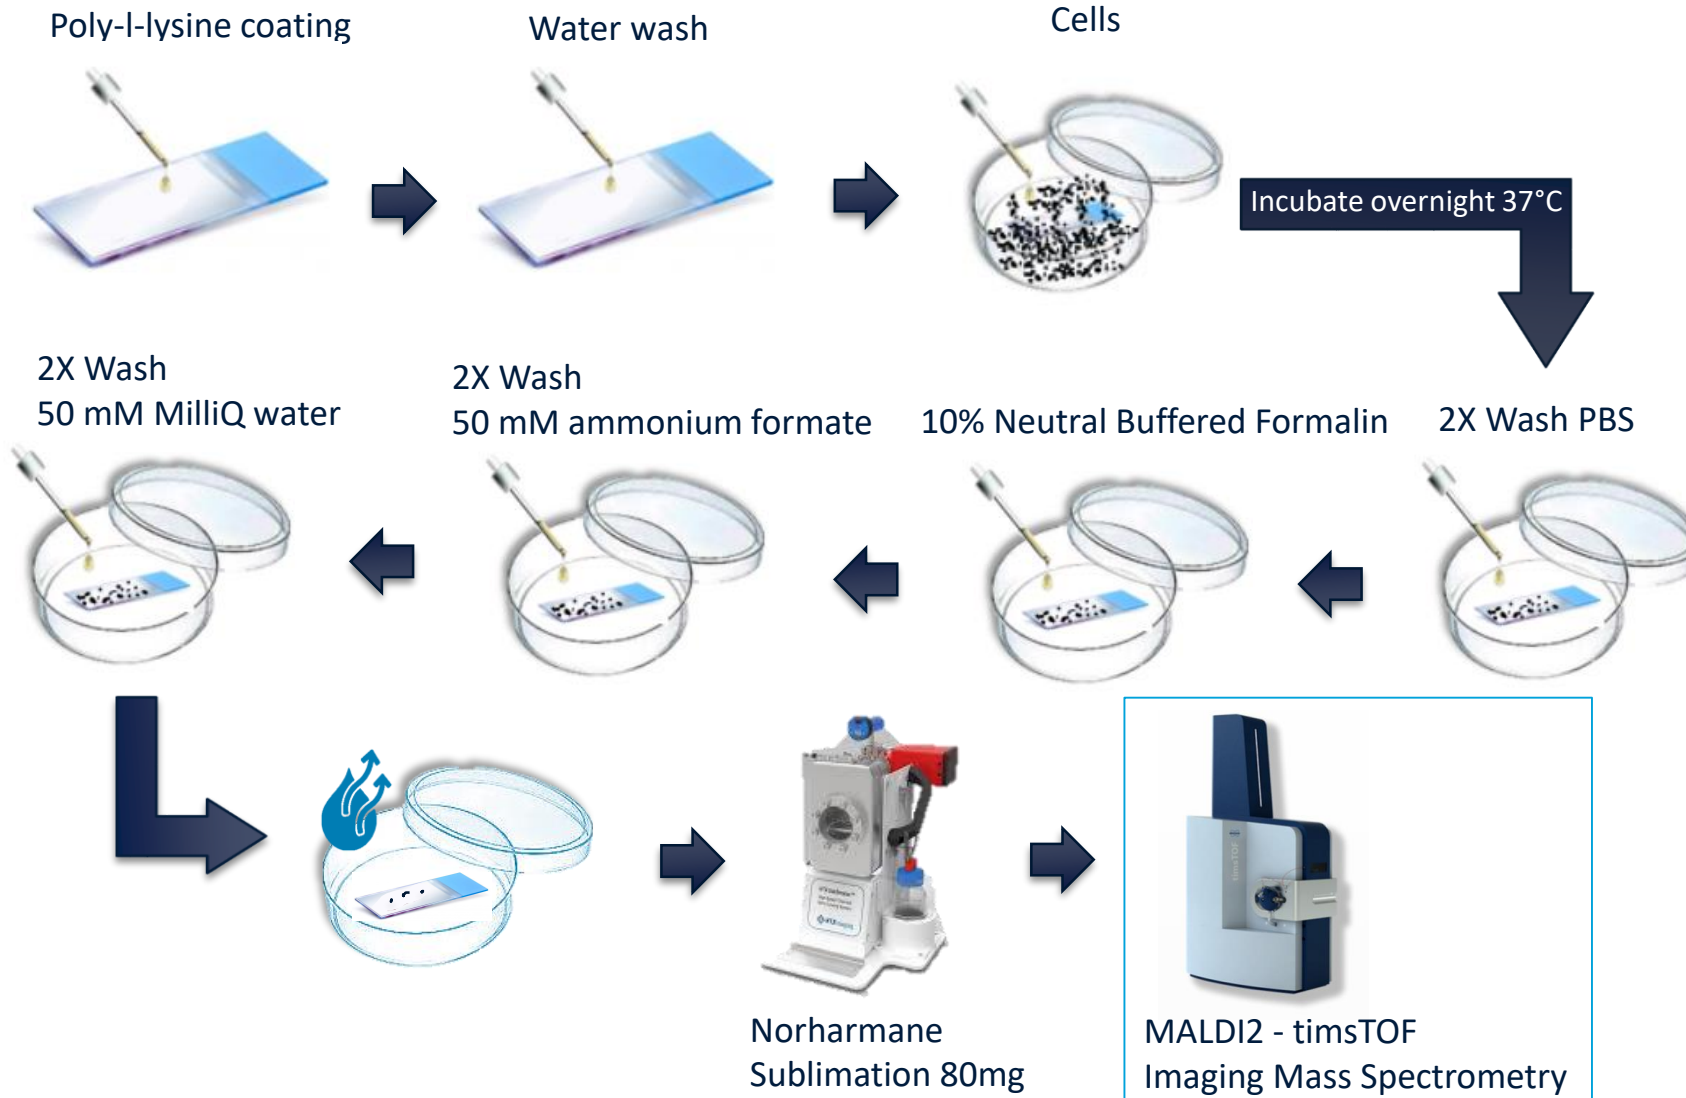 Poly-l-lysine coating
Water wash
Cells
Incubate overnight 37°C
2X Wash
50 mM MilliQ water
2X Wash
50 mM ammonium formate
10% Neutral Buffered Formalin
2X Wash PBS
timsTOF
Norharmane
Sublimation 80mg
MALDI2 - timsTOF
Imaging Mass Spectrometry